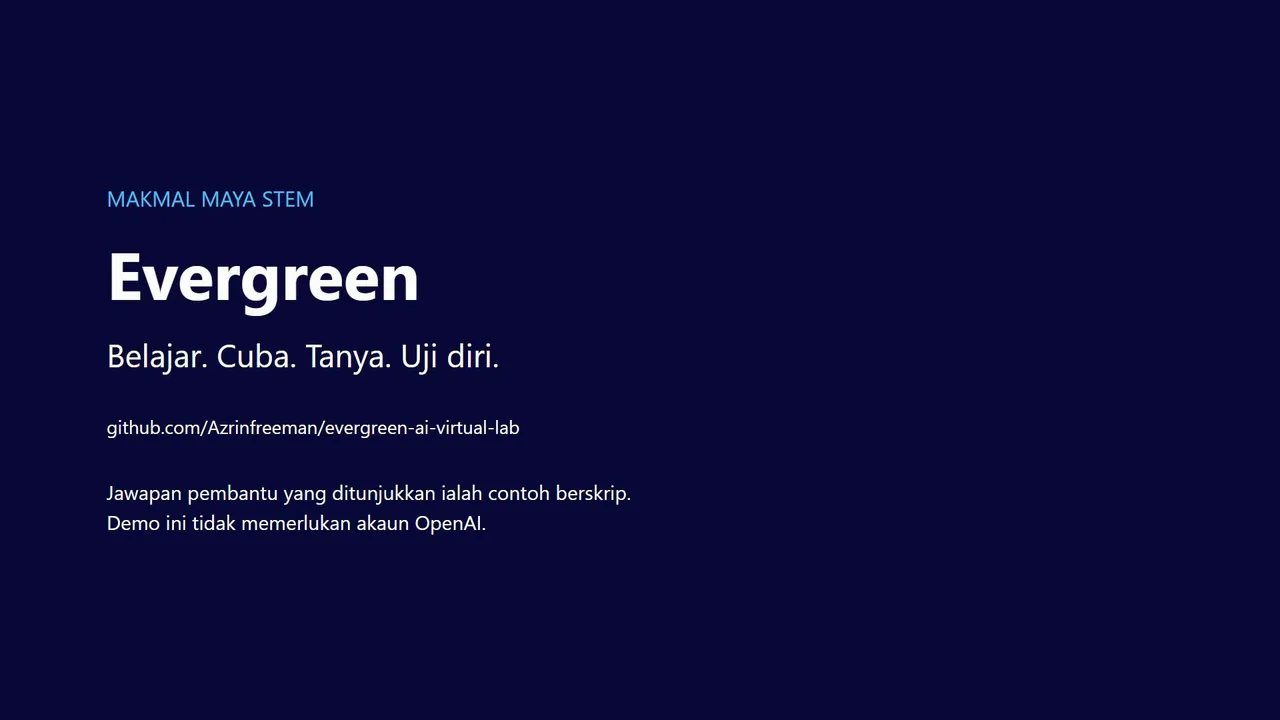 MAKMAL MAYA STEM
Evergreen
Belajar. Cuba. Tanya. Uji diri.
github.com/Azrinfreeman/evergreen-ai-virtual-lab
Jawapan pembantu yang ditunjukkan ialah contoh berskrip.
Demo ini tidak memerlukan akaun OpenAI.